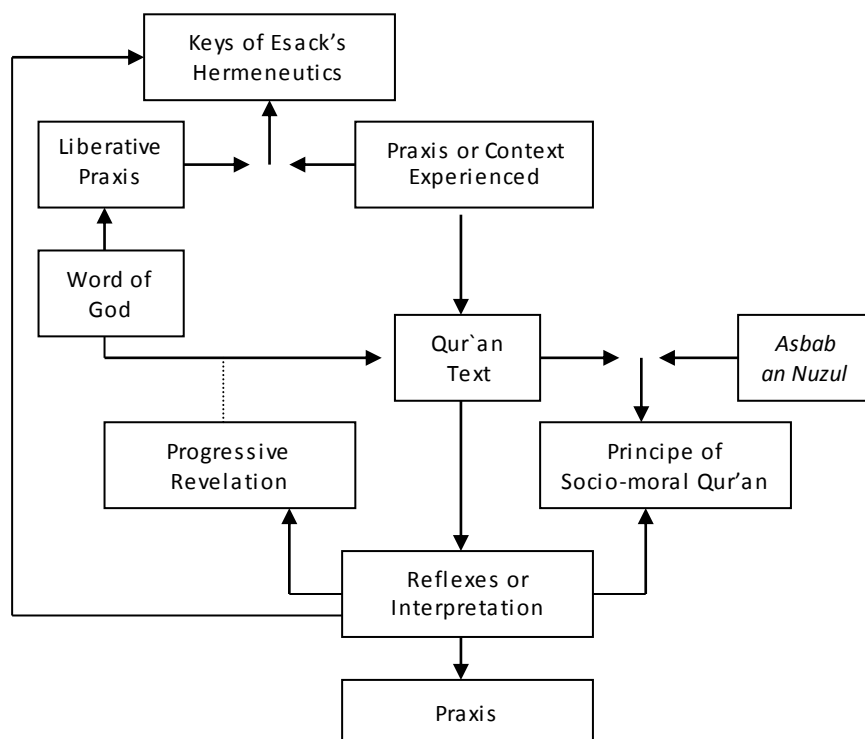 Keys of Esack’s
Hermeneutics
Liberative
Praxis
Praxis or Context
Experienced
Word of
God
Qur`an
Text
Asbab
an Nuzul
Progressive
Revelation
Principe of
Socio-moral Qur’an
Reflexes or
Interpretation
Praxis